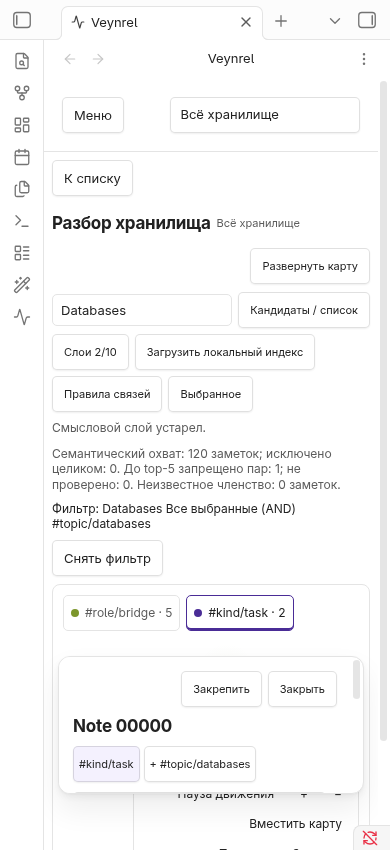 Veynrel
Veynrel
Меню
Всё хранилище
К списку
Разбор хранилища Всё хранилище
Развернуть карту
Databases
Кандидаты / список
Слои 2/10
Загрузить локальный индекс
Правила связей
Выбранное
Смысловой слой устарел.
Семантический охват: 120 заметок; исключено
целиком: 0. До top-5 запрещено пар: 1; не
проверено: 0. Неизвестное членство: 0 заметок.
Фильтр: Databases Все выбранные (AND)
#topic/databases
Снять фильтр
#role/bridge · 5
#kind/task · 2
Закрепить
Закрыть
Note 00000
#kind/task
+ #topic/databases
Пауза движения
Вместить карту